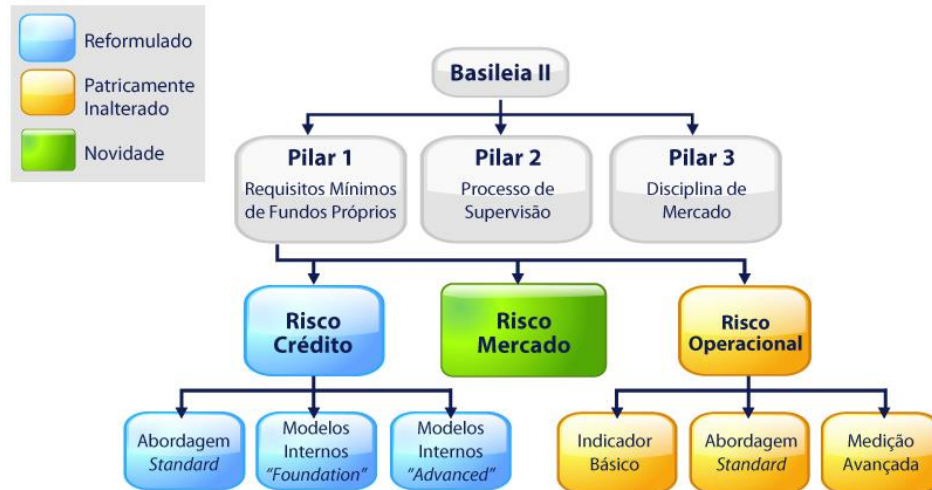 Reformulado
Patricamente
Inalterado
Novidade
Basileia II
Pilar 1
Requisitos Mínimos
de Fundos Próprios
Pilar 2
Processo de
Supervisão
Pilar 3
Disciplina de
Mercado
Risco
Crédito
Risco
Mercado
Risco
Operacional
Abordagem
Standard
Modelos
Internos
"Foundation"
Modelos
Internos
"Advanced"
Indicador
Básico
Abordagem
Standard
Medição
Avançada